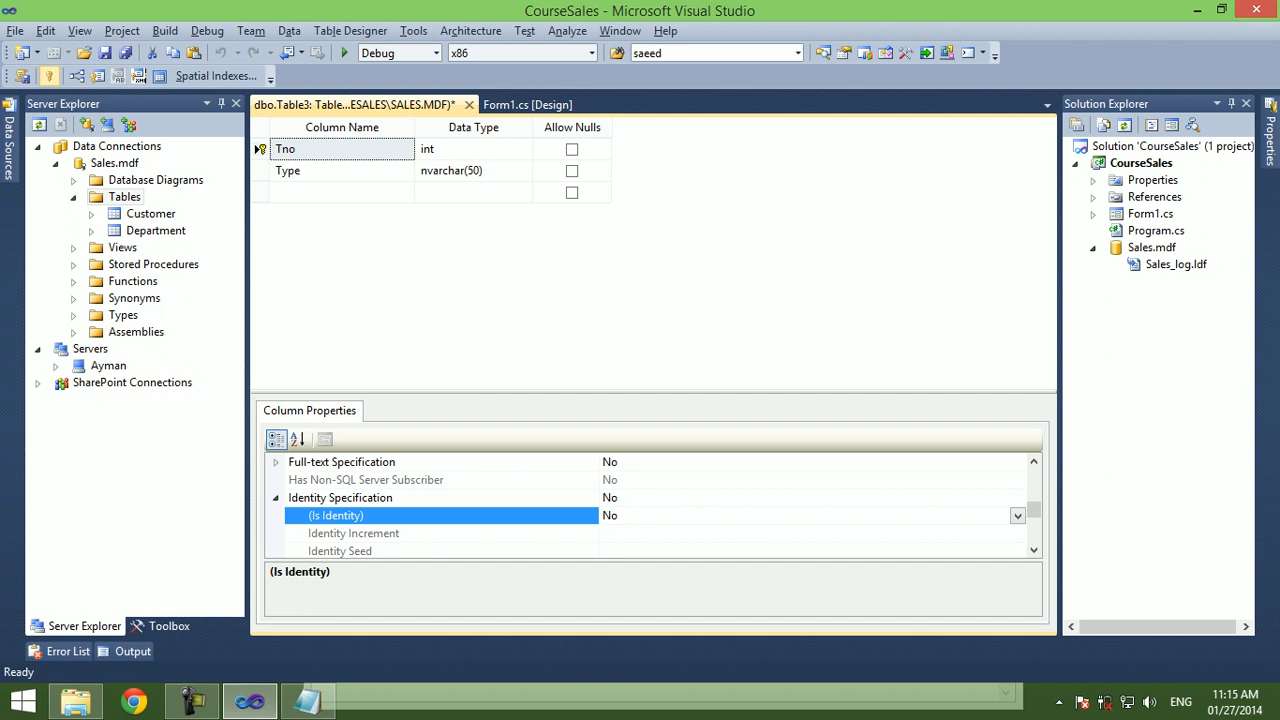 CourseSales - Microsoft Visual Studio
File Edit View Project Build Debug Team Data Table Designer Tools Architecture Test Analyze Window Help
Debug x86 saeed
Spatial Indexes...
Data Sources
Server Explorer
Data Connections
Sales.mdf
Database Diagrams
Tables
Customer
Department
Views
Stored Procedures
Functions
Synonyms
Types
Assemblies
Servers
Ayman
SharePoint Connections
Server Explorer Toolbox
dbo.Table3: Table...ESALES\SALES.MDF)* Form1.cs [Design]
Column Name Data Type Allow Nulls
Tno int
Type nvarchar(50)
Column Properties
Full-text Specification No
Has Non-SQL Server Subscriber No
Identity Specification No
(Is Identity) No
Identity Increment
Identity Seed
(Is Identity)
Solution Explorer
Solution 'CourseSales' (1 project)
CourseSales
Properties
References
Form1.cs
Program.cs
Sales.mdf
Sales_log.ldf
Properties
Error List Output
Ready
ENG
11:15 AM
01/27/2014